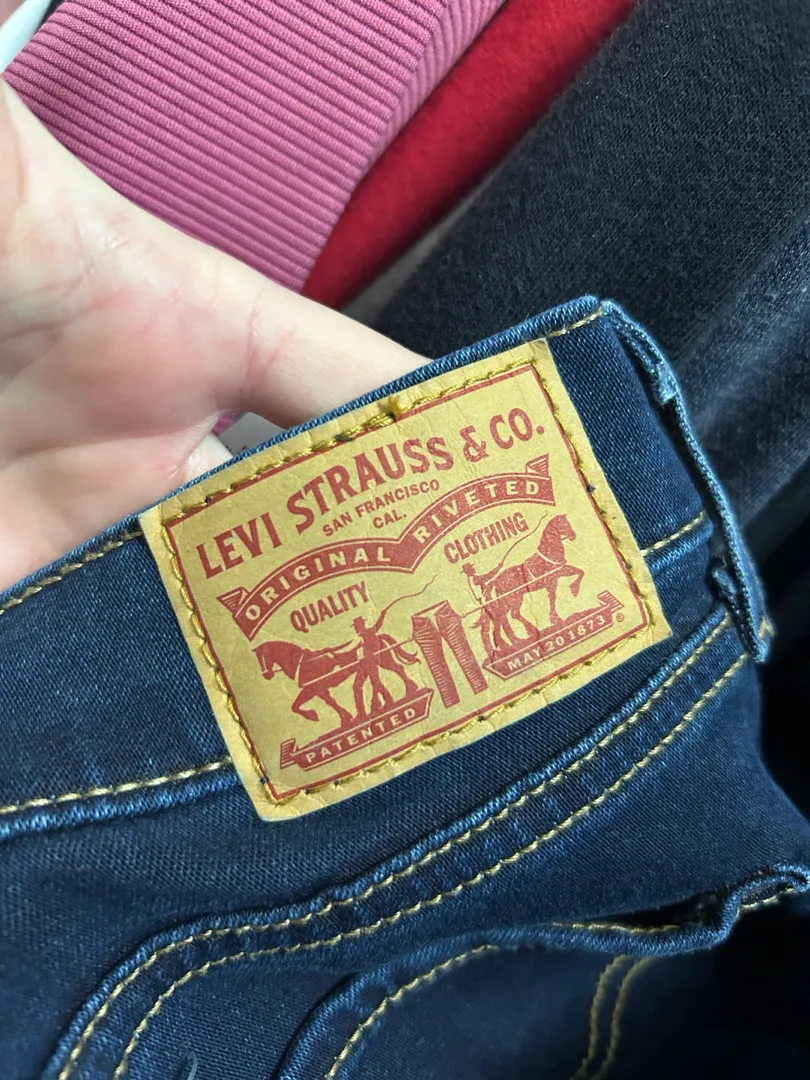 LEVI STRAUSS & CO.
SAN FRANCISCO
CAL.
ORIGINAL RIVETED
QUALITY CLOTHING
PATENTED MAY 20 1873 ®